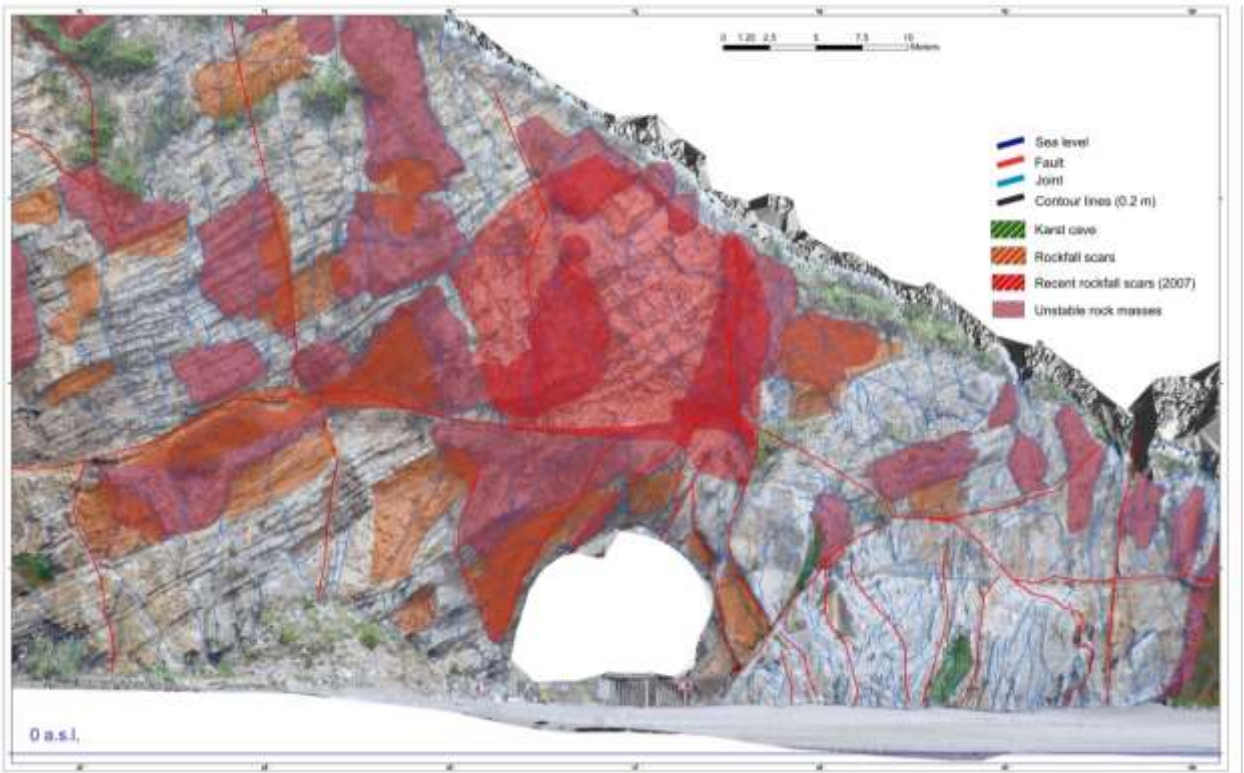 0 1.25 2.5 5 7.5 10
Meters
Sea level
Fault
Joint
Contour lines (0.2 m)
Karst cave
Rockfall scars
Recent rockfall scars (2007)
Unstable rock masses
0 a.s.l.